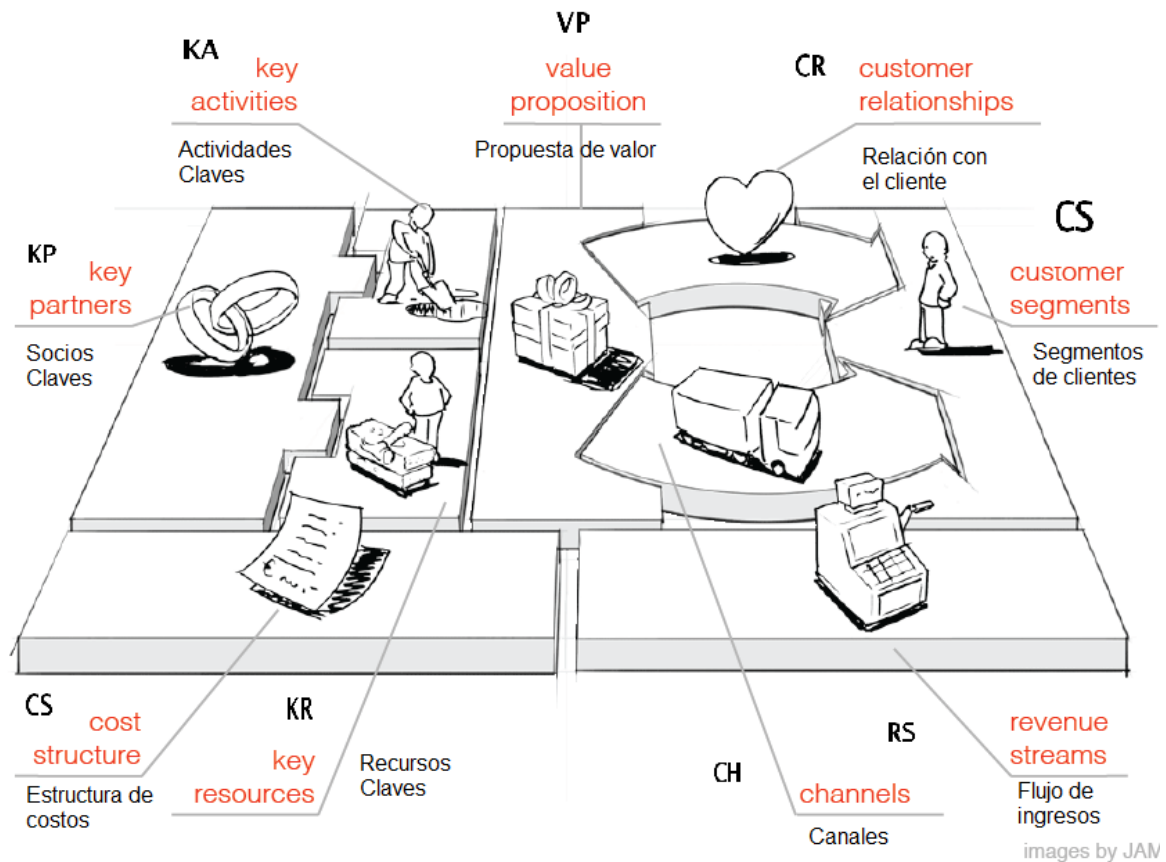 VP
KA
key
activities
Actividades
Claves
value
proposition
Propuesta de valor
CR
customer
relationships
Relación con
el cliente
CS
customer
segments
Segmentos
de clientes
KP
key
partners
Socios
Claves
CS
cost
structure
Estructura de
costos
KR
key
resources
Recursos
Claves
CH
channels
Canales
RS
revenue
streams
Flujo de
ingresos
images by JAM